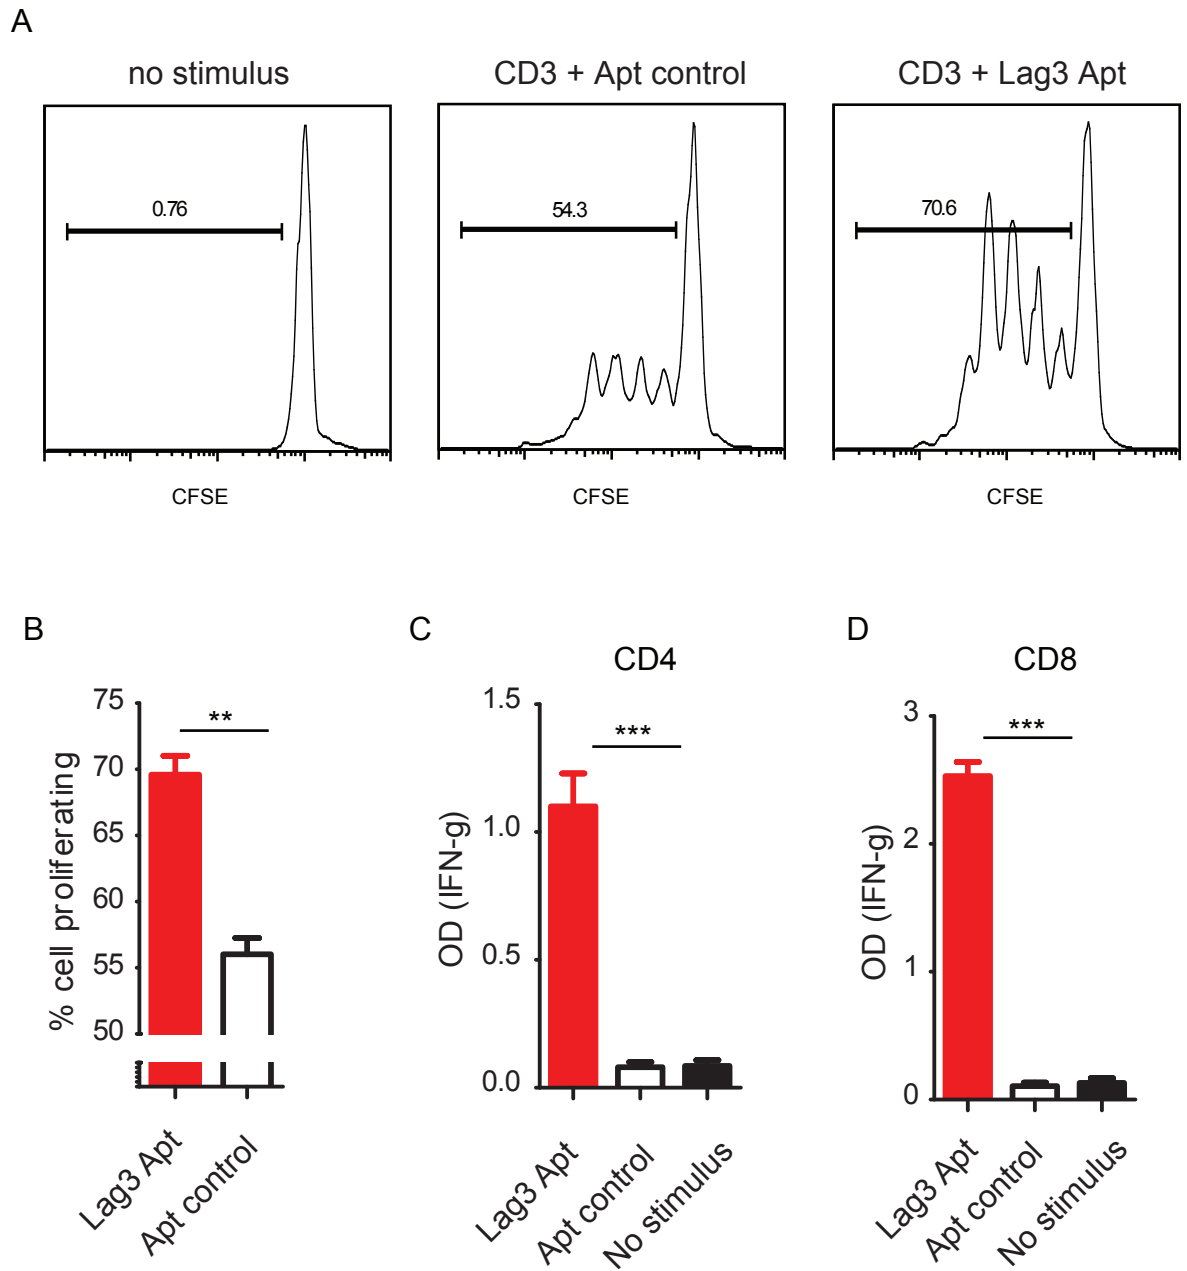 A
no stimulus
CD3 + Apt control
CD3 + Lag3 Apt
0.76
54.3
70.6
CFSE
CFSE
CFSE
B
% cell proliferating
75
70
65
60
55
50
**
Lag3 Apt
Apt control
C
CD4
OD (IFN-g)
1.5
1.0
0.5
0.0
***
Lag3 Apt
Apt control
No stimulus
D
CD8
OD (IFN-g)
3
2
1
0
***
Lag3 Apt
Apt control
No stimulus